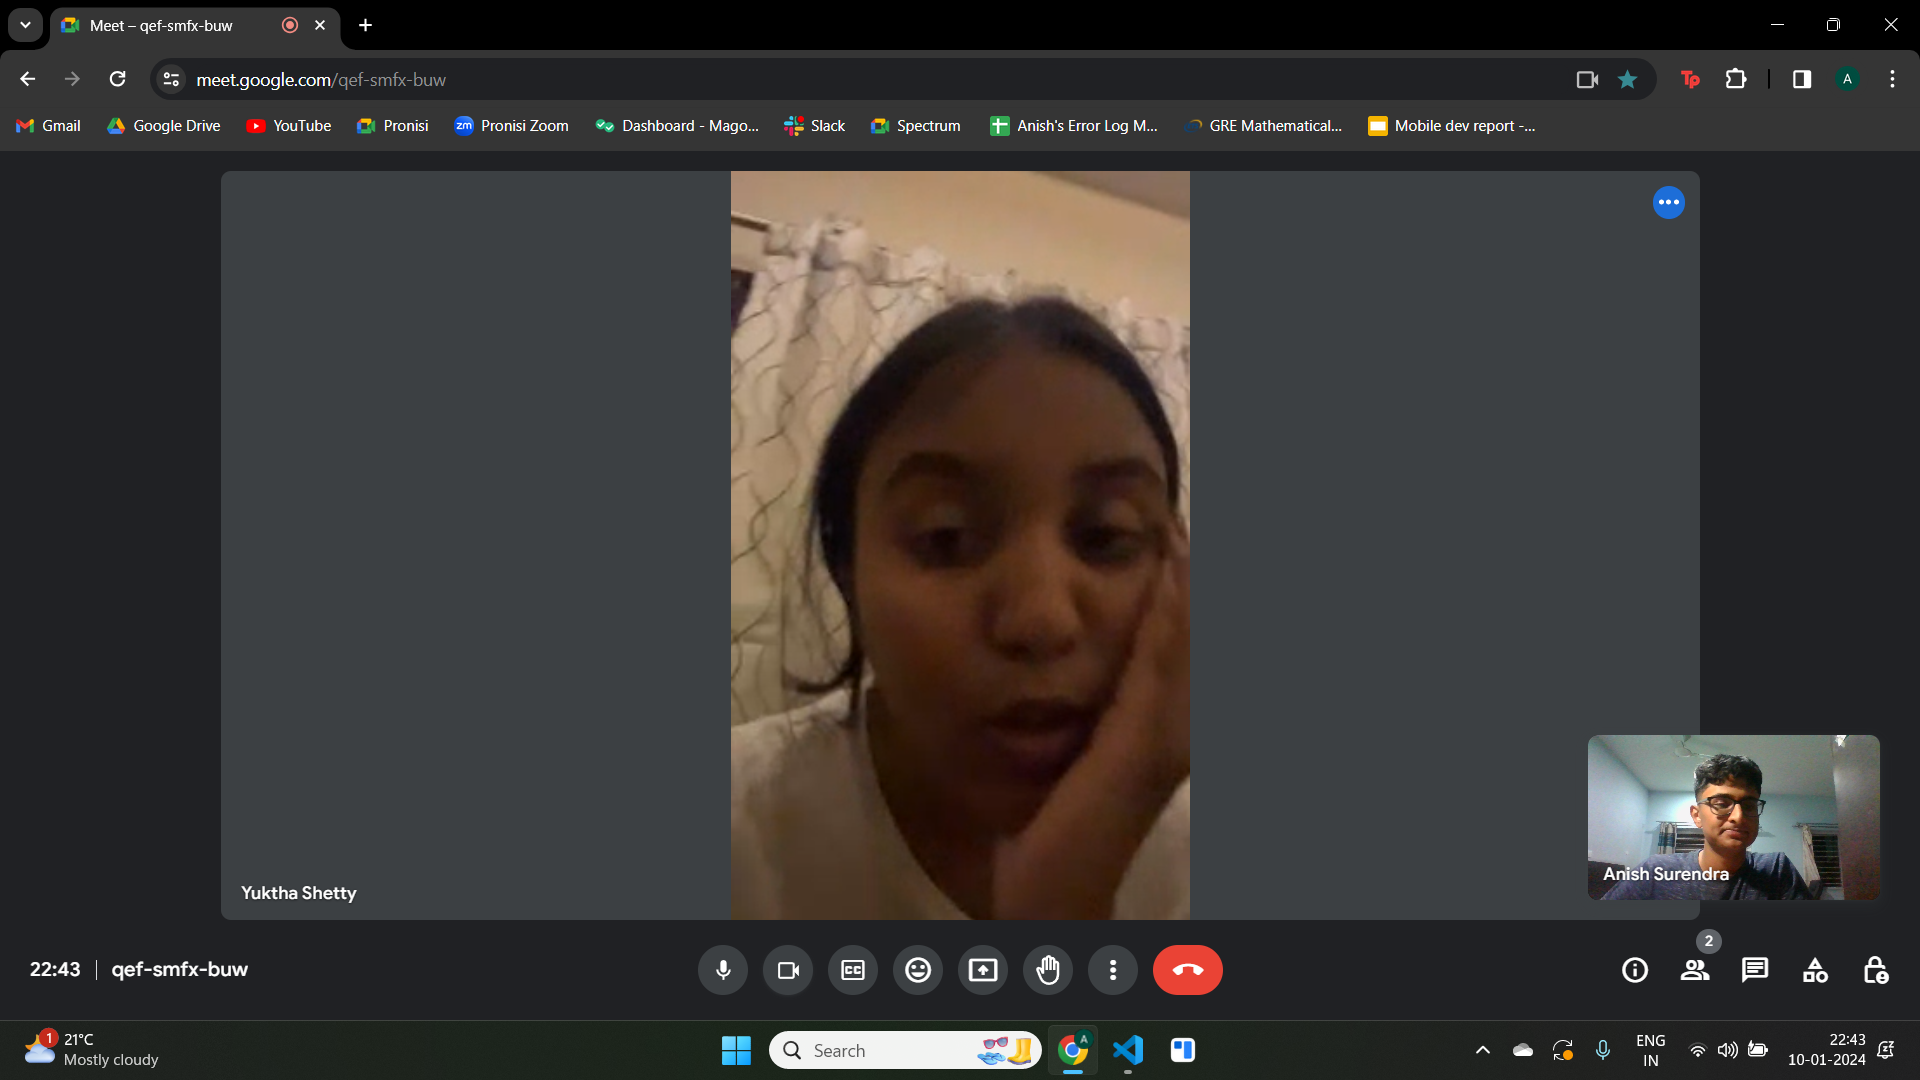 Meet – qef-smfx-buw
meet.google.com/qef-smfx-buw
A
Gmail
Google Drive
YouTube
Pronisi
zm
Pronisi Zoom
Dashboard - Mago...
Slack
Spectrum
Anish's Error Log M...
GRE Mathematical...
Mobile dev report -...
Yuktha Shetty
Anish Surendra
22:43
qef-smfx-buw
CC
2
1
21°C
Mostly cloudy
Search
A
ENG
IN
22:43
10-01-2024